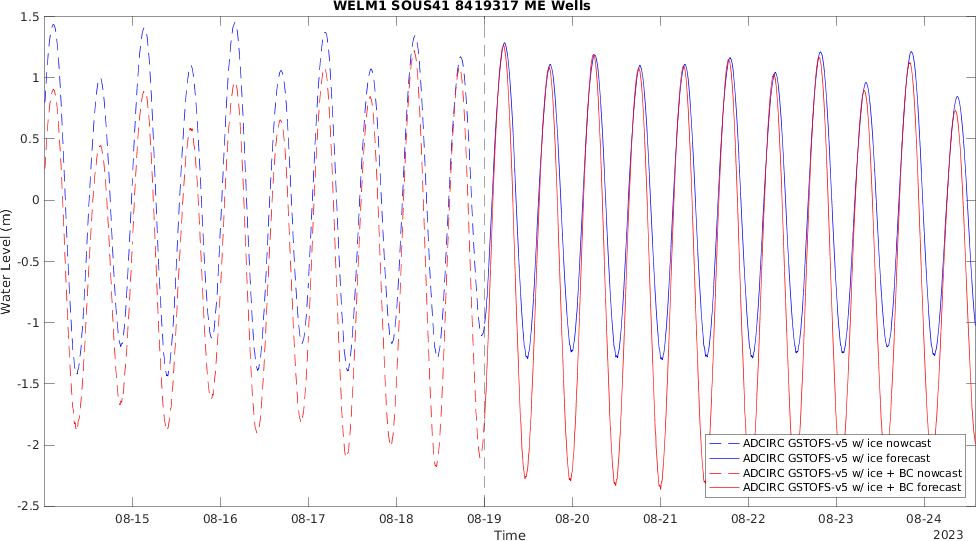 WELM1 SOUS41 8419317 ME Wells
1.5
1
0.5
0
-0.5
-1
-1.5
-2
-2.5
Water Level (m)
ADCIRC GSTOFS-v5 w/ ice nowcast
ADCIRC GSTOFS-v5 w/ ice forecast
ADCIRC GSTOFS-v5 w/ ice + BC nowcast
ADCIRC GSTOFS-v5 w/ ice + BC forecast
08-15 08-16 08-17 08-18 08-19 08-20 08-21 08-22 08-23 08-24
Time
2023